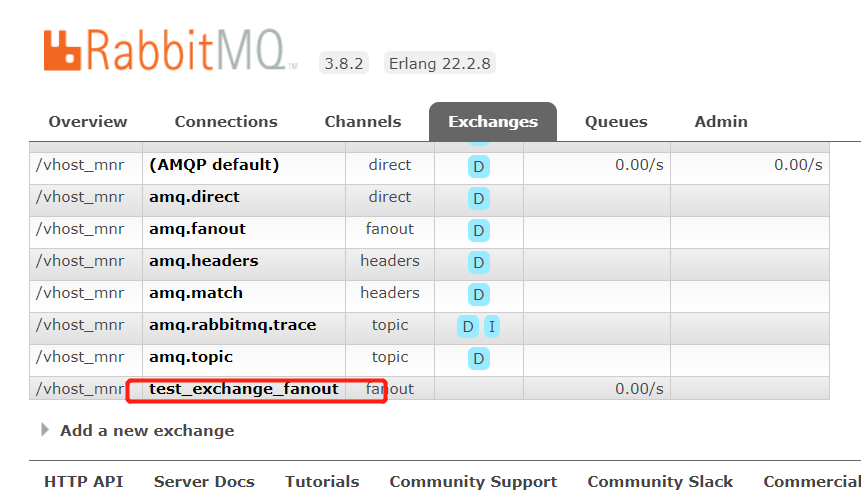 RabbitMQ TM 3.8.2 Erlang 22.2.8
Overview Connections Channels Exchanges Queues Admin
/vhost_mnr (AMQP default) direct D 0.00/s 0.00/s
/vhost_mnr amq.direct direct D
/vhost_mnr amq.fanout fanout D
/vhost_mnr amq.headers headers D
/vhost_mnr amq.match headers D
/vhost_mnr amq.rabbitmq.trace topic D I
/vhost_mnr amq.topic topic D
/vhost_mnr test_exchange_fanout fanout 0.00/s
Add a new exchange
HTTP API Server Docs Tutorials Community Support Community Slack Commercial